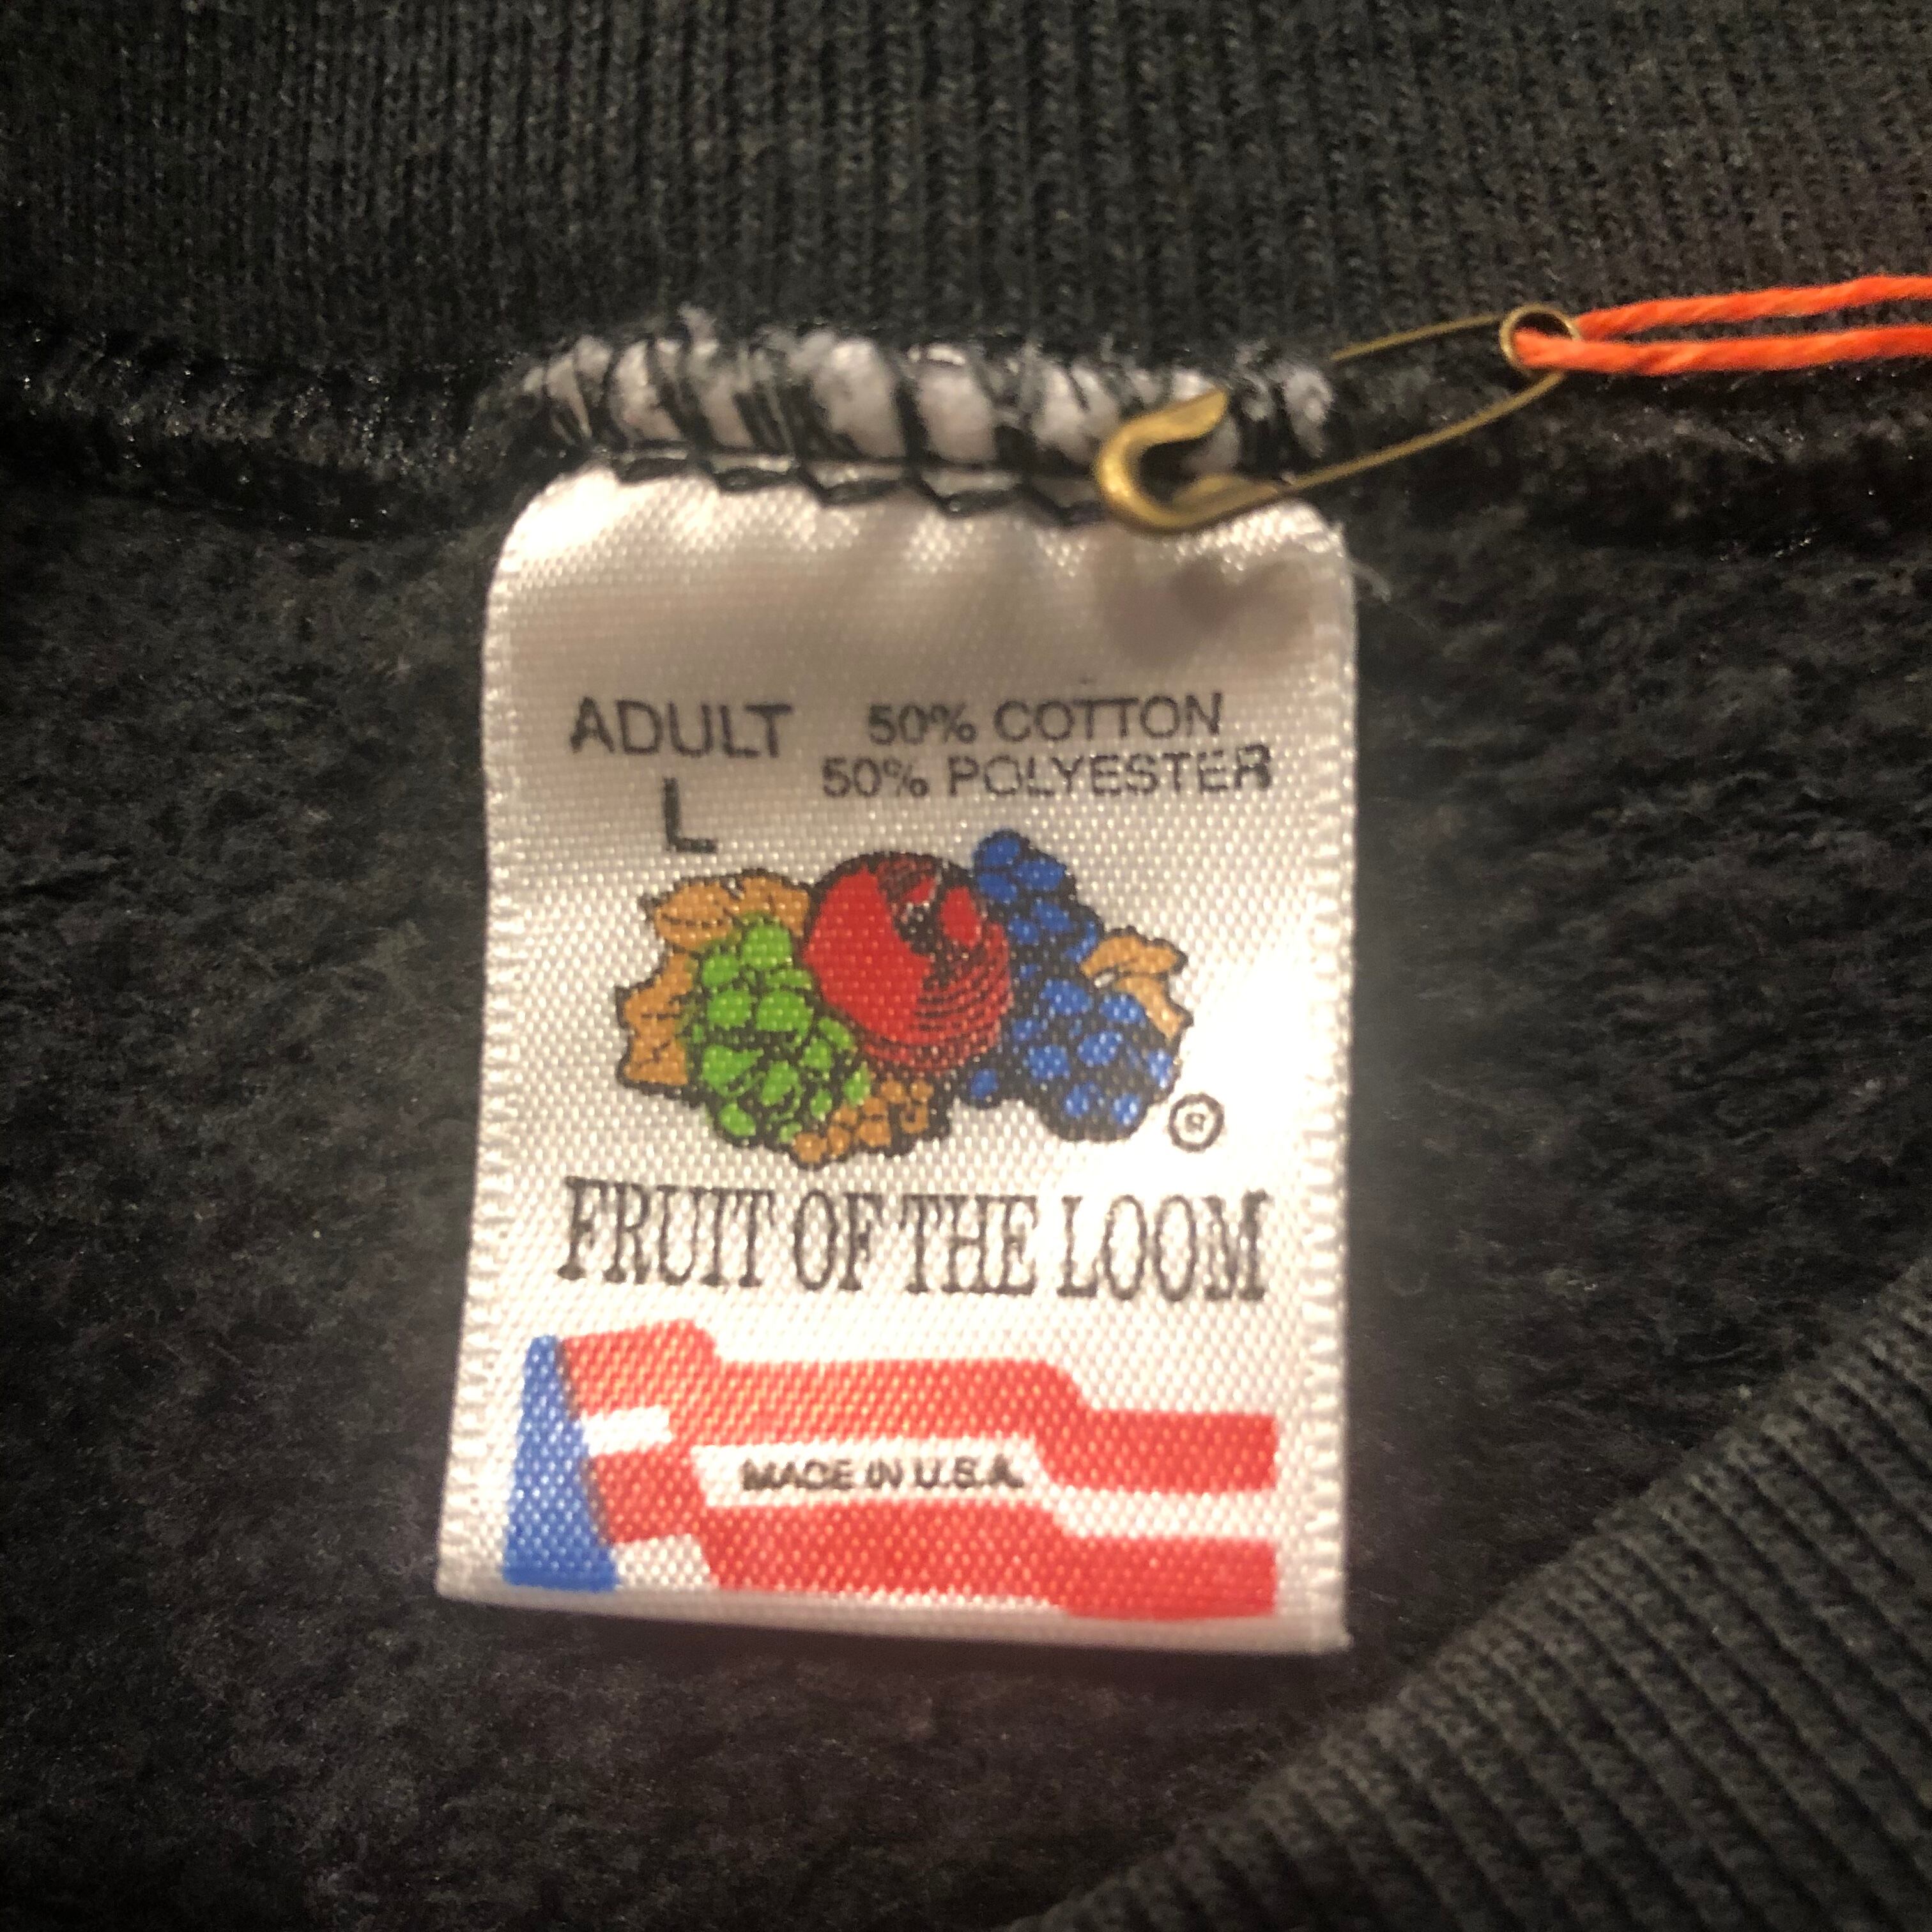 ADULT
L
50% COTTON
50% POLYESTER
®
FRUIT OF THE LOOM
MADE IN U.S.A.